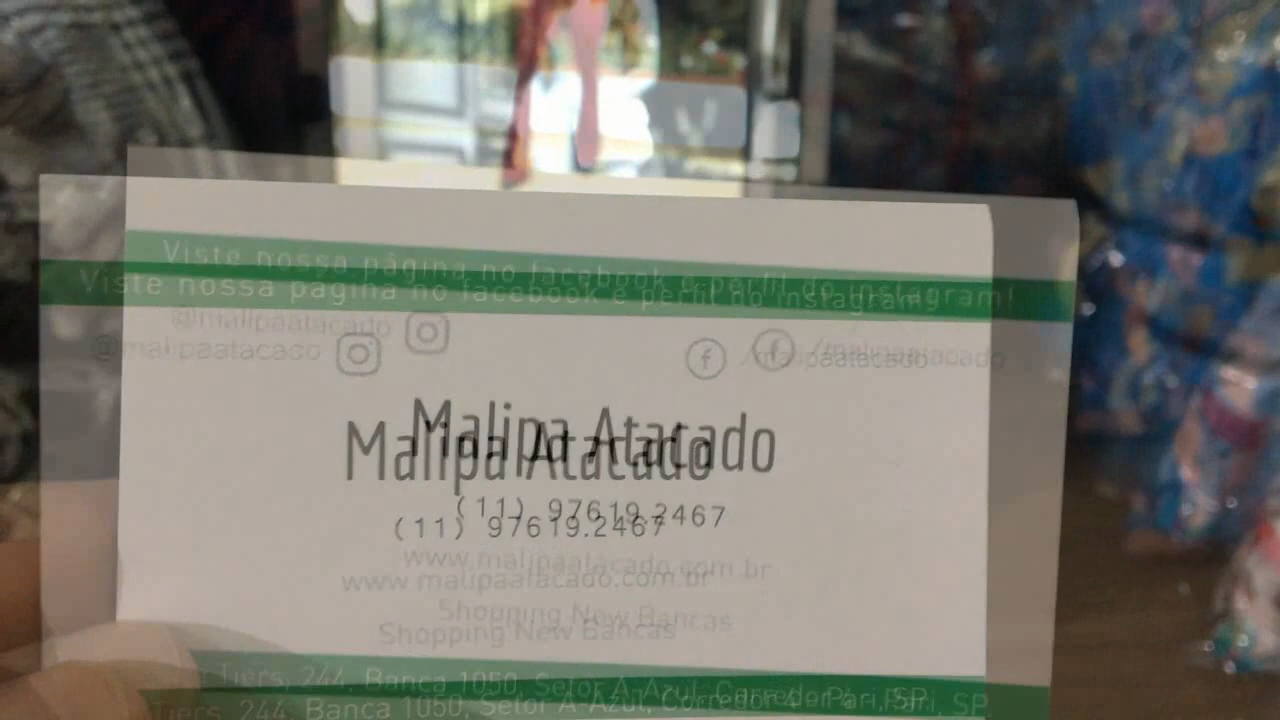 Viste nossa página no facebook e perfil do instagram!
@malipaatacado /malipaatacado
Malipa Atacado
(11) 97619.2467
www.malipaatacado.com.br
Shopping New Bancas
Tiers, 244, Banca 1050, Setor A-Azul, Corredor 4- Pari, SP